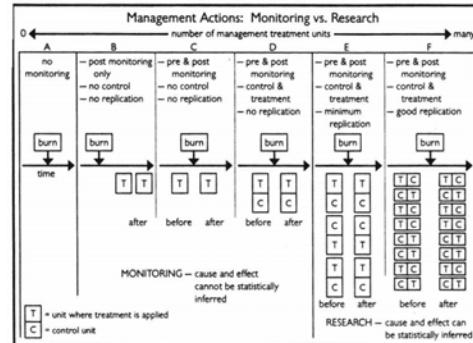 Management Actions: Monitoring vs. Research
0 number of management treatment units many
A
no
monitoring
burn
time
B
– post monitoring
only
– no control
– no replication
burn
T T
after
C
– pre & post
monitoring
– no control
– no replication
burn
T T
before after
D
– pre & post
monitoring
– control &
treatment
– no replication
burn
T T
C C
before after
E
– pre & post
monitoring
– control &
treatment
– minimum
replication
burn
T T
C C
C C
T T
T T
C C
before after
F
– pre & post
monitoring
– control &
treatment
– good replication
burn
T C T C
C T C T
T C T C
C T C T
C T C T
T C T C
C T C T
C T C T
before after
MONITORING – cause and effect
cannot be statistically
inferred
T = unit where treatment is applied
C = control unit
RESEARCH – cause and effect can
be statistically inferred